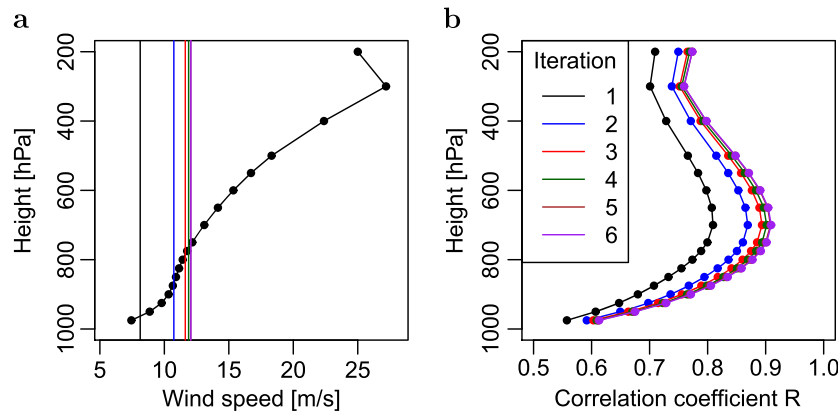 a
200
400
600
800
1000
Height [hPa]
5 10 15 20 25
Wind speed [m/s]
b
200
400
600
800
1000
Height [hPa]
Iteration
1
2
3
4
5
6
0.5 0.6 0.7 0.8 0.9 1.0
Correlation coefficient R